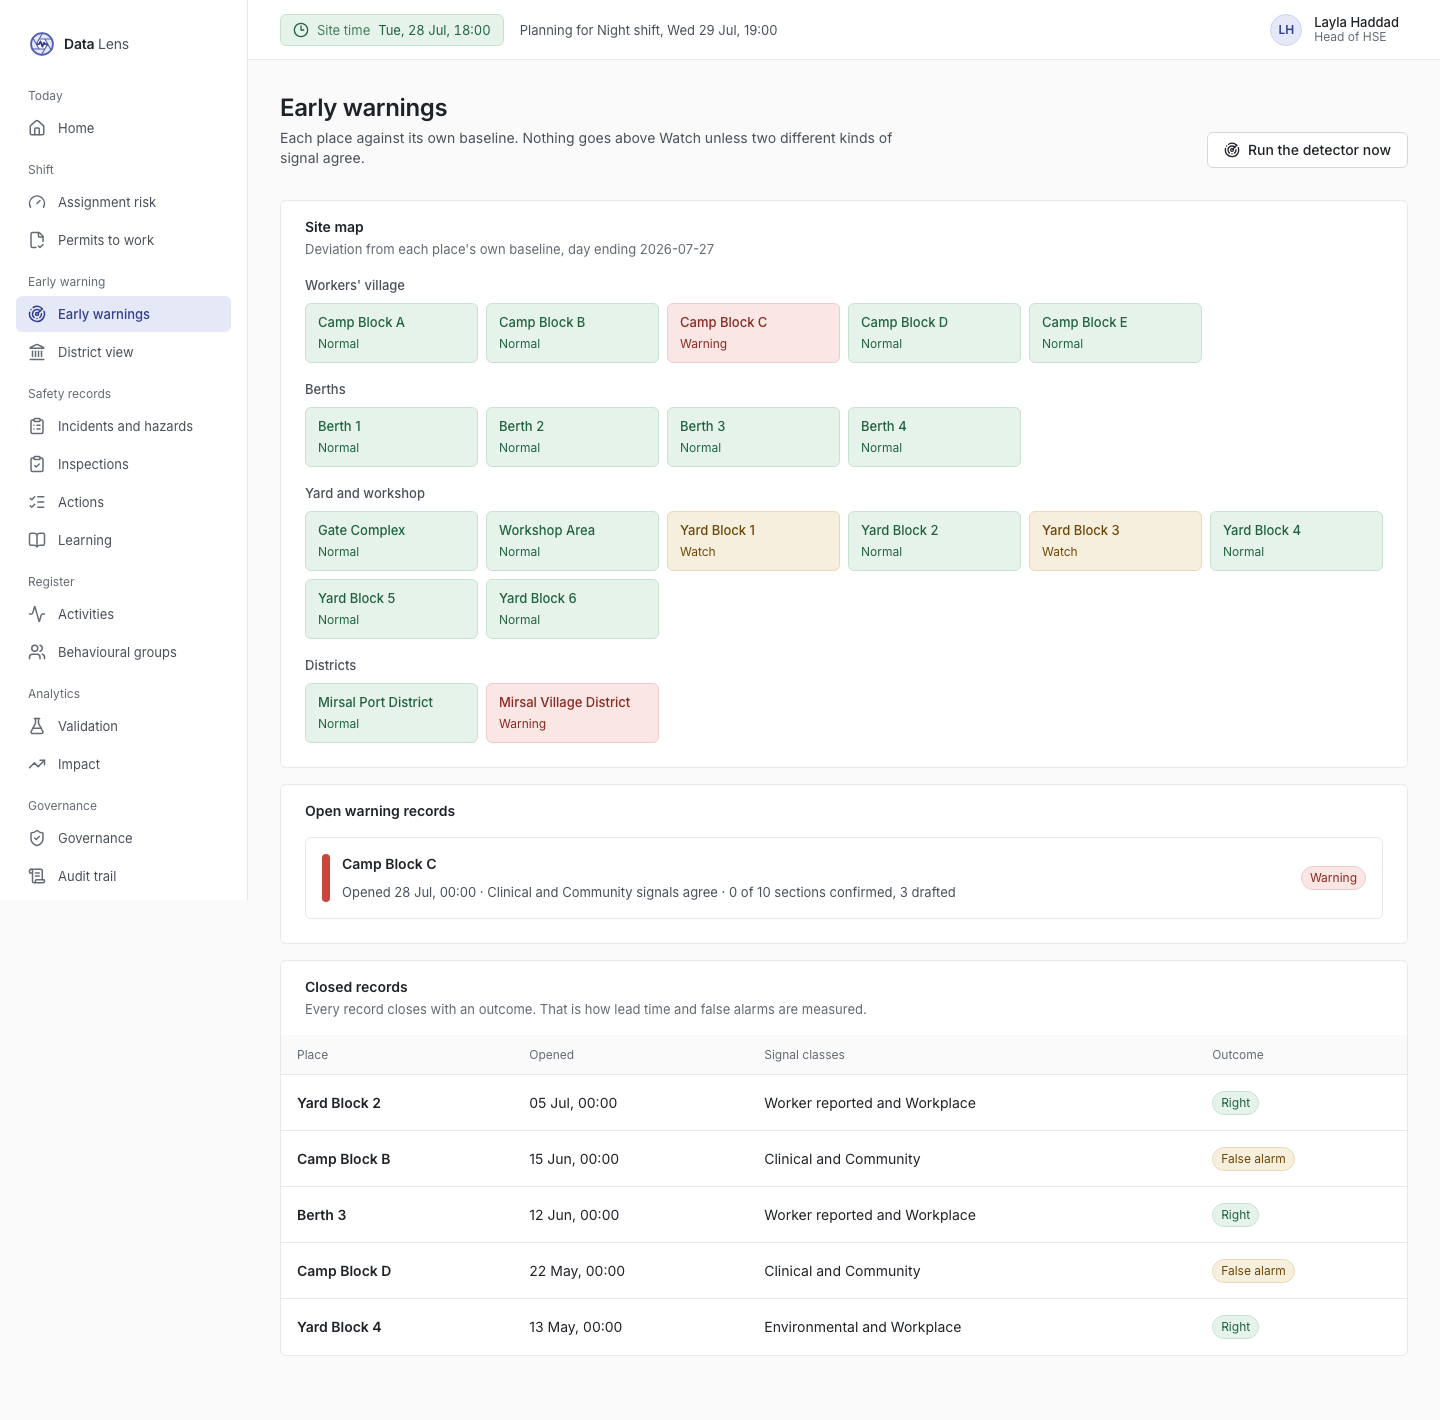 Data Lens
Today
Home
Shift
Assignment risk
Permits to work
Early warning
Early warnings
District view
Safety records
Incidents and hazards
Inspections
Actions
Learning
Register
Activities
Behavioural groups
Analytics
Validation
Impact
Governance
Governance
Audit trail
Site time Tue, 28 Jul, 18:00
Planning for Night shift, Wed 29 Jul, 19:00
LH
Layla Haddad
Head of HSE
Early warnings
Each place against its own baseline. Nothing goes above Watch unless two different kinds of
signal agree.
Run the detector now
Site map
Deviation from each place's own baseline, day ending 2026-07-27
Workers' village
Camp Block A
Normal
Camp Block B
Normal
Camp Block C
Warning
Camp Block D
Normal
Camp Block E
Normal
Berths
Berth 1
Normal
Berth 2
Normal
Berth 3
Normal
Berth 4
Normal
Yard and workshop
Gate Complex
Normal
Workshop Area
Normal
Yard Block 1
Watch
Yard Block 2
Normal
Yard Block 3
Watch
Yard Block 4
Normal
Yard Block 5
Normal
Yard Block 6
Normal
Districts
Mirsal Port District
Normal
Mirsal Village District
Warning
Open warning records
Camp Block C
Opened 28 Jul, 00:00 · Clinical and Community signals agree · 0 of 10 sections confirmed, 3 drafted
Warning
Closed records
Every record closes with an outcome. That is how lead time and false alarms are measured.
Place Opened Signal classes Outcome
Yard Block 2 05 Jul, 00:00 Worker reported and Workplace Right
Camp Block B 15 Jun, 00:00 Clinical and Community False alarm
Berth 3 12 Jun, 00:00 Worker reported and Workplace Right
Camp Block D 22 May, 00:00 Clinical and Community False alarm
Yard Block 4 13 May, 00:00 Environmental and Workplace Right